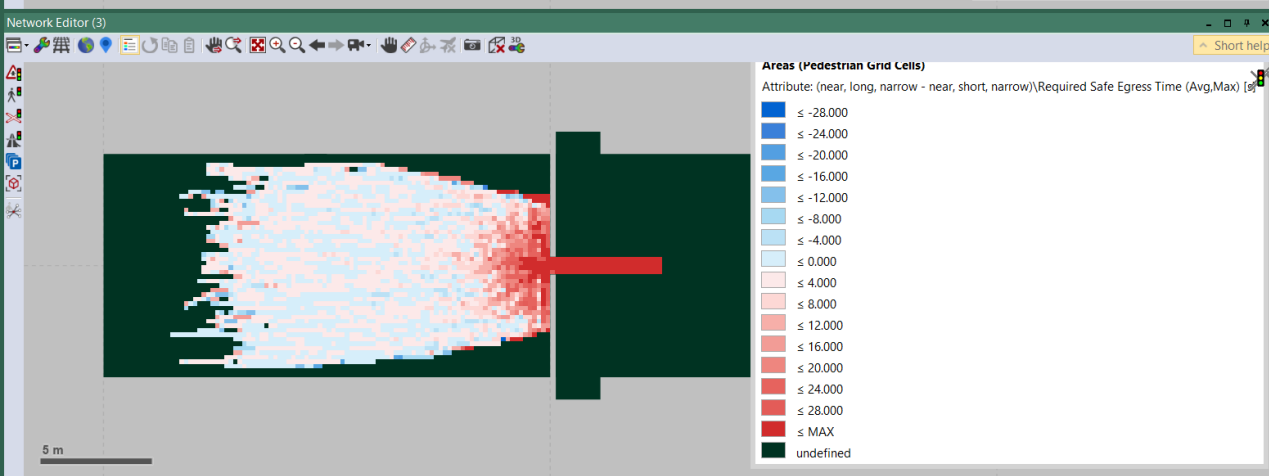 Network Editor (3)
Short help
3D
P
Areas (Pedestrian Grid Cells)
Attribute: (near, long, narrow - near, short, narrow)\Required Safe Egress Time (Avg,Max) [s]
≤ -28.000
≤ -24.000
≤ -20.000
≤ -16.000
≤ -12.000
≤ -8.000
≤ -4.000
≤ 0.000
≤ 4.000
≤ 8.000
≤ 12.000
≤ 16.000
≤ 20.000
≤ 24.000
≤ 28.000
≤ MAX
undefined
5 m